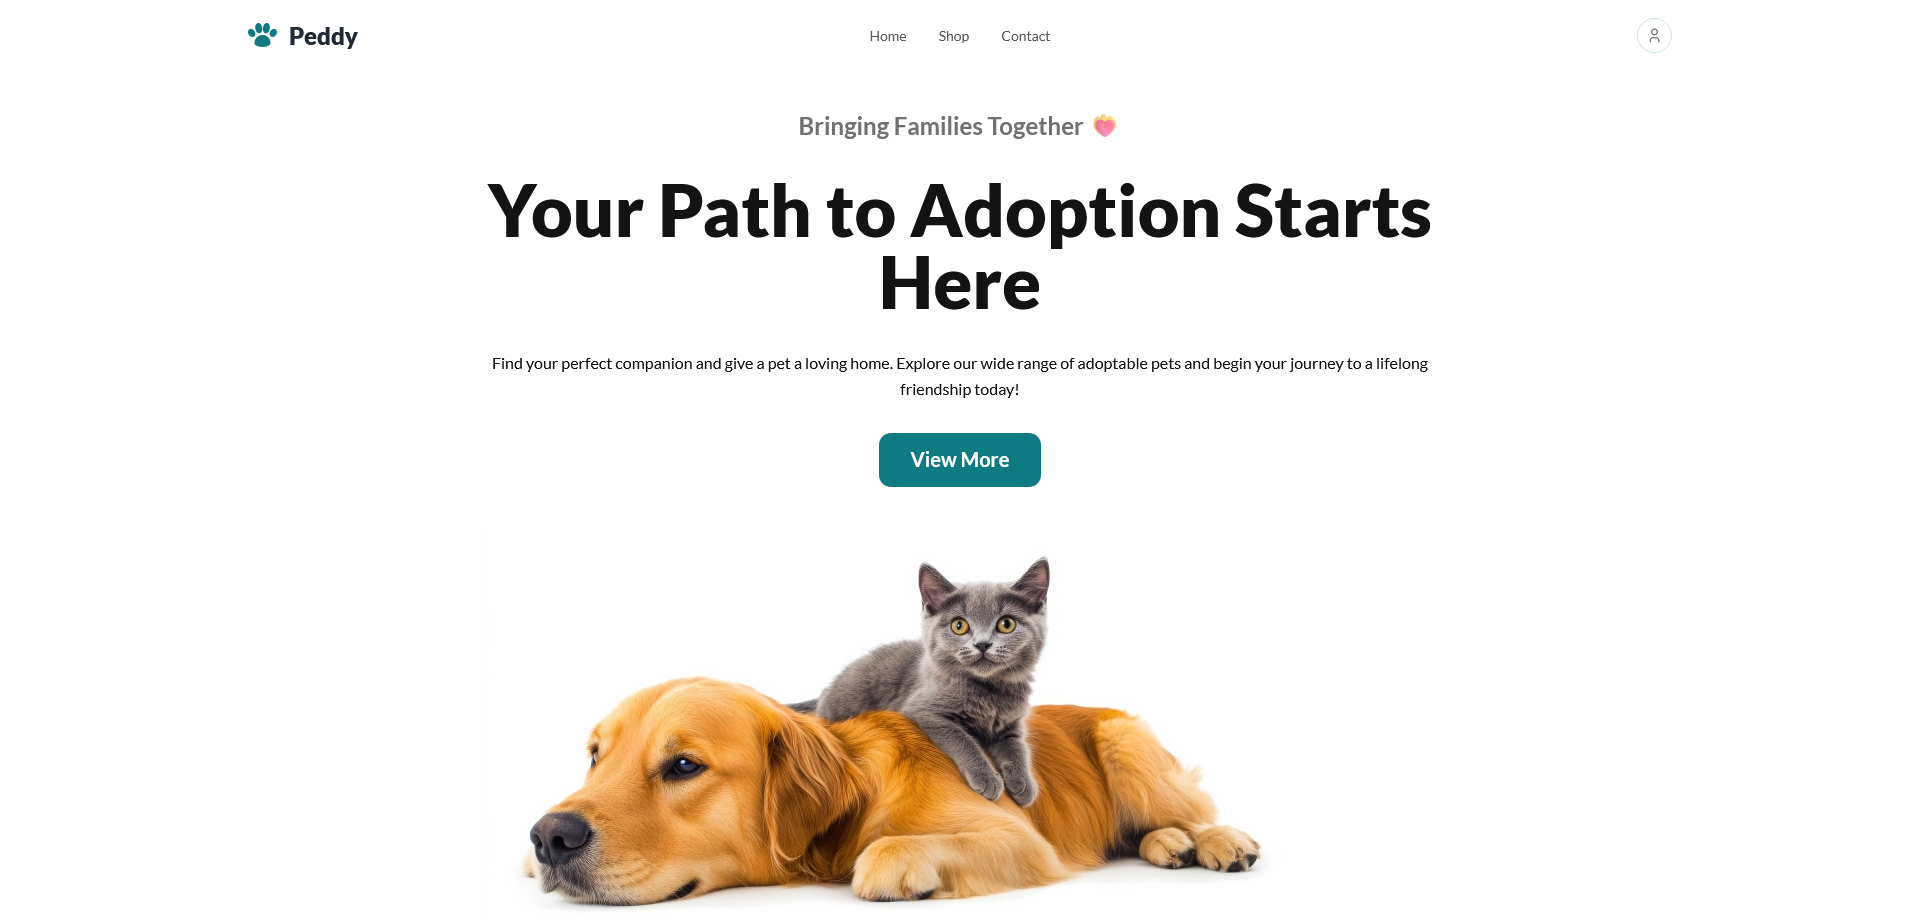 Peddy
Home
Shop
Contact
Bringing Families Together
Your Path to Adoption Starts
Here
Find your perfect companion and give a pet a loving home. Explore our wide range of adoptable pets and begin your journey to a lifelong
friendship today!
View More